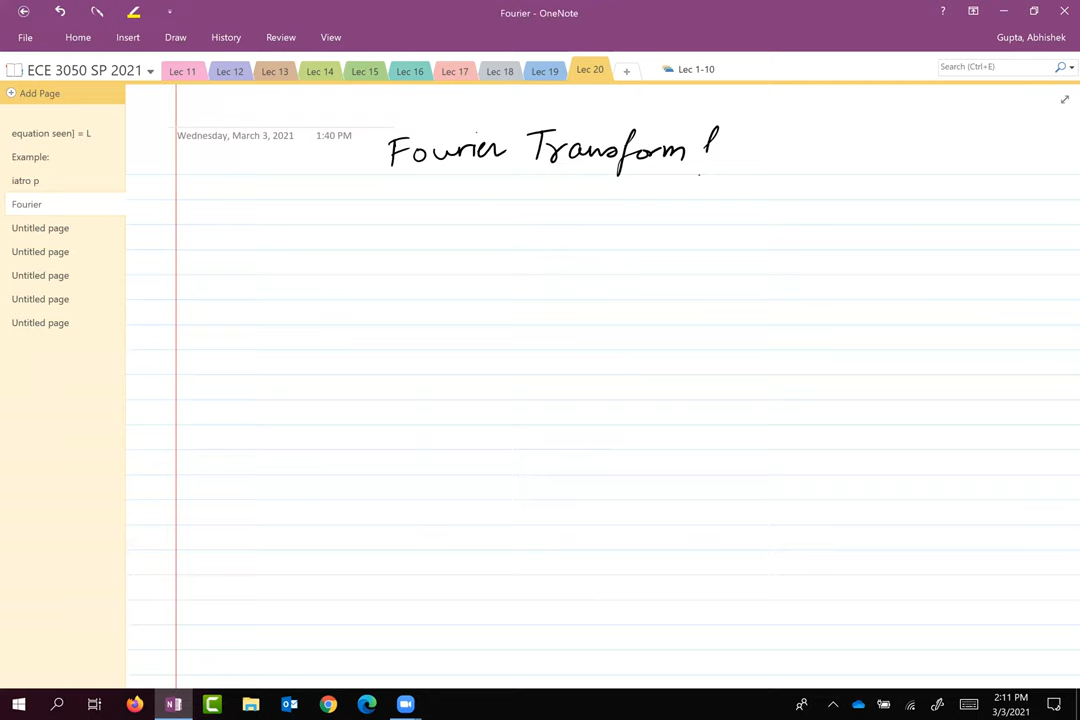 Fourier - OneNote
File Home Insert Draw History Review View
Gupta, Abhishek
ECE 3050 SP 2021 Lec 11 Lec 12 Lec 13 Lec 14 Lec 15 Lec 16 Lec 17 Lec 18 Lec 19 Lec 20 + Lec 1-10
Search (Ctrl+E)
Add Page
Wednesday, March 3, 2021 1:40 PM
Fourier Transform
equation seen] = L
Example:
iatro p
Fourier
Untitled page
Untitled page
Untitled page
Untitled page
Untitled page
2:11 PM
3/3/2021